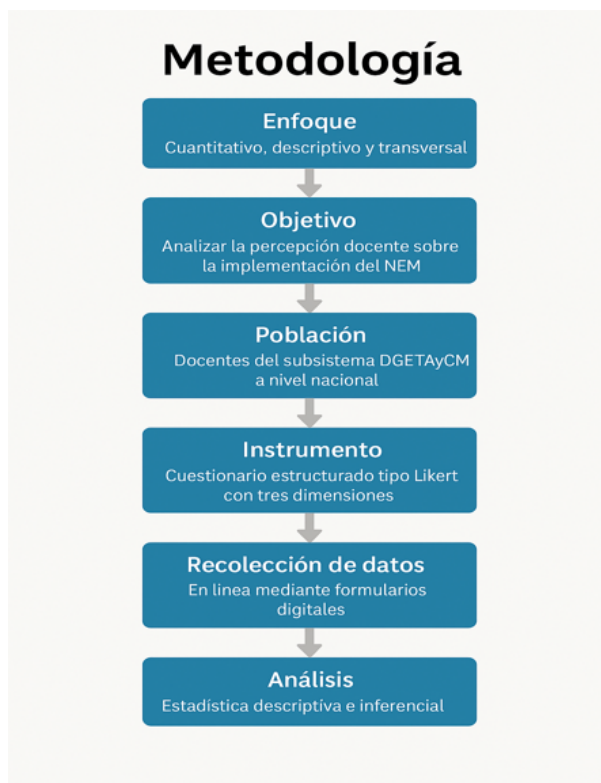 Metodología
Enfoque
Cuantitativo, descriptivo y transversal
Objetivo
Analizar la percepción docente sobre
la implementación del NEM
Población
Docentes del subsistema DGETAyCM
a nivel nacional
Instrumento
Cuestionario estructurado tipo Likert
con tres dimensiones
Recolección de datos
En linea mediante formularios
digitales
Análisis
Estadística descriptíva e inferencial